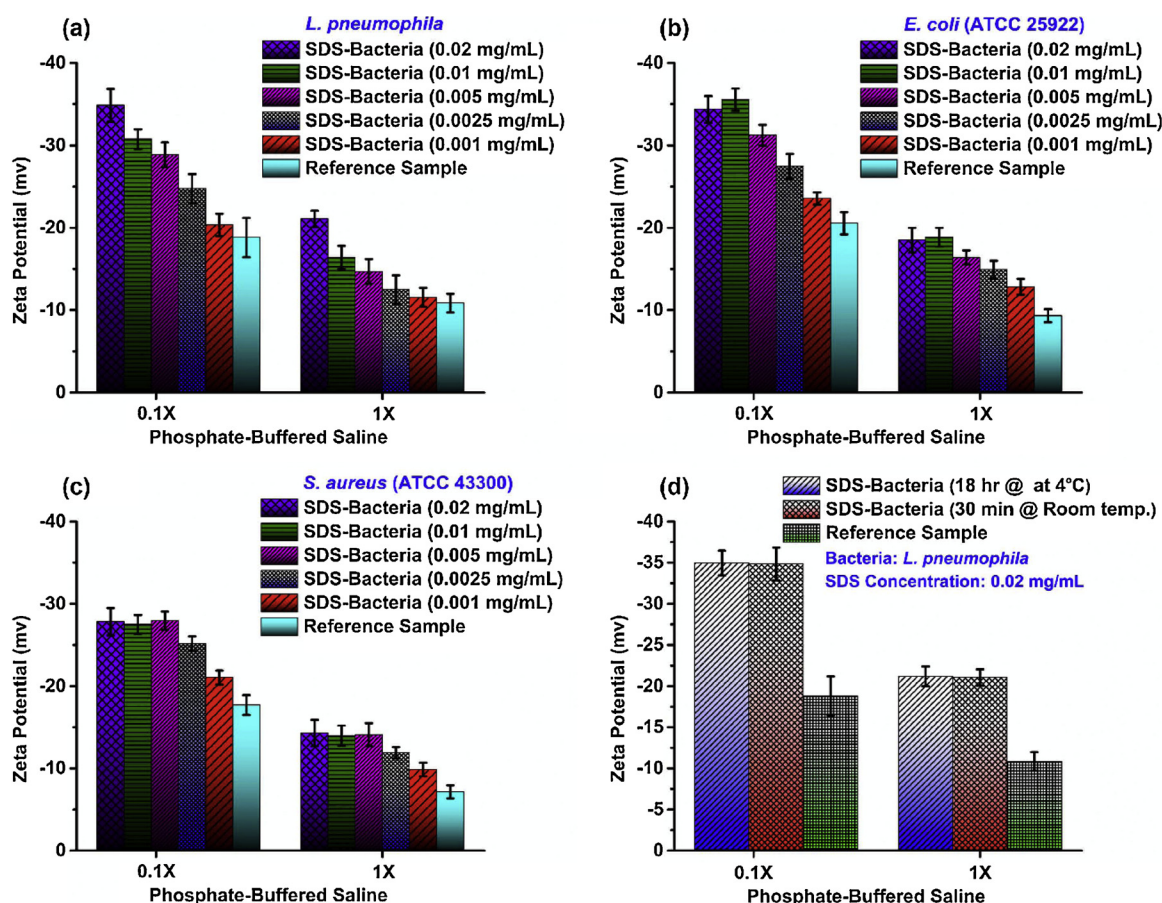 (a)
L. pneumophila
SDS-Bacteria (0.02 mg/mL)
SDS-Bacteria (0.01 mg/mL)
SDS-Bacteria (0.005 mg/mL)
SDS-Bacteria (0.0025 mg/mL)
SDS-Bacteria (0.001 mg/mL)
Reference Sample
Zeta Potential (mv)
-40
-30
-20
-10
0
0.1X
1X
Phosphate-Buffered Saline
(b)
E. coli (ATCC 25922)
SDS-Bacteria (0.02 mg/mL)
SDS-Bacteria (0.01 mg/mL)
SDS-Bacteria (0.005 mg/mL)
SDS-Bacteria (0.0025 mg/mL)
SDS-Bacteria (0.001 mg/mL)
Reference Sample
Zeta Potential (mv)
-40
-30
-20
-10
0
0.1X
1X
Phosphate-Buffered Saline
(c)
S. aureus (ATCC 43300)
SDS-Bacteria (0.02 mg/mL)
SDS-Bacteria (0.01 mg/mL)
SDS-Bacteria (0.005 mg/mL)
SDS-Bacteria (0.0025 mg/mL)
SDS-Bacteria (0.001 mg/mL)
Reference Sample
Zeta Potential (mv)
-40
-30
-20
-10
0
0.1X
1X
Phosphate-Buffered Saline
(d)
SDS-Bacteria (18 hr @ at 4°C)
SDS-Bacteria (30 min @ Room temp.)
Reference Sample
Bacteria: L. pneumophila
SDS Concentration: 0.02 mg/mL
Zeta Potential (mv)
-40
-35
-30
-25
-20
-15
-10
-5
0
0.1X
1X
Phosphate-Buffered Saline